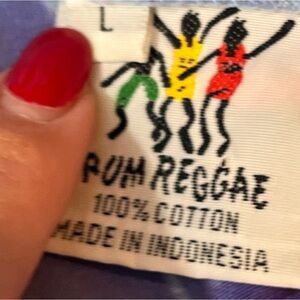 L
RUM REGGAE
100% COTTON
MADE IN INDONESIA